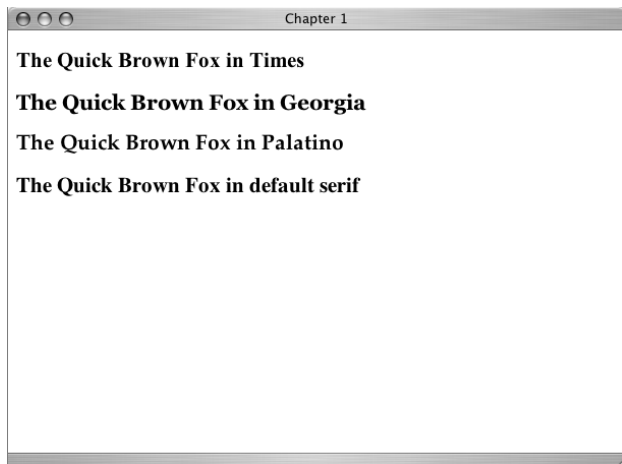 Chapter 1
The Quick Brown Fox in Times
The Quick Brown Fox in Georgia
The Quick Brown Fox in Palatino
The Quick Brown Fox in default serif